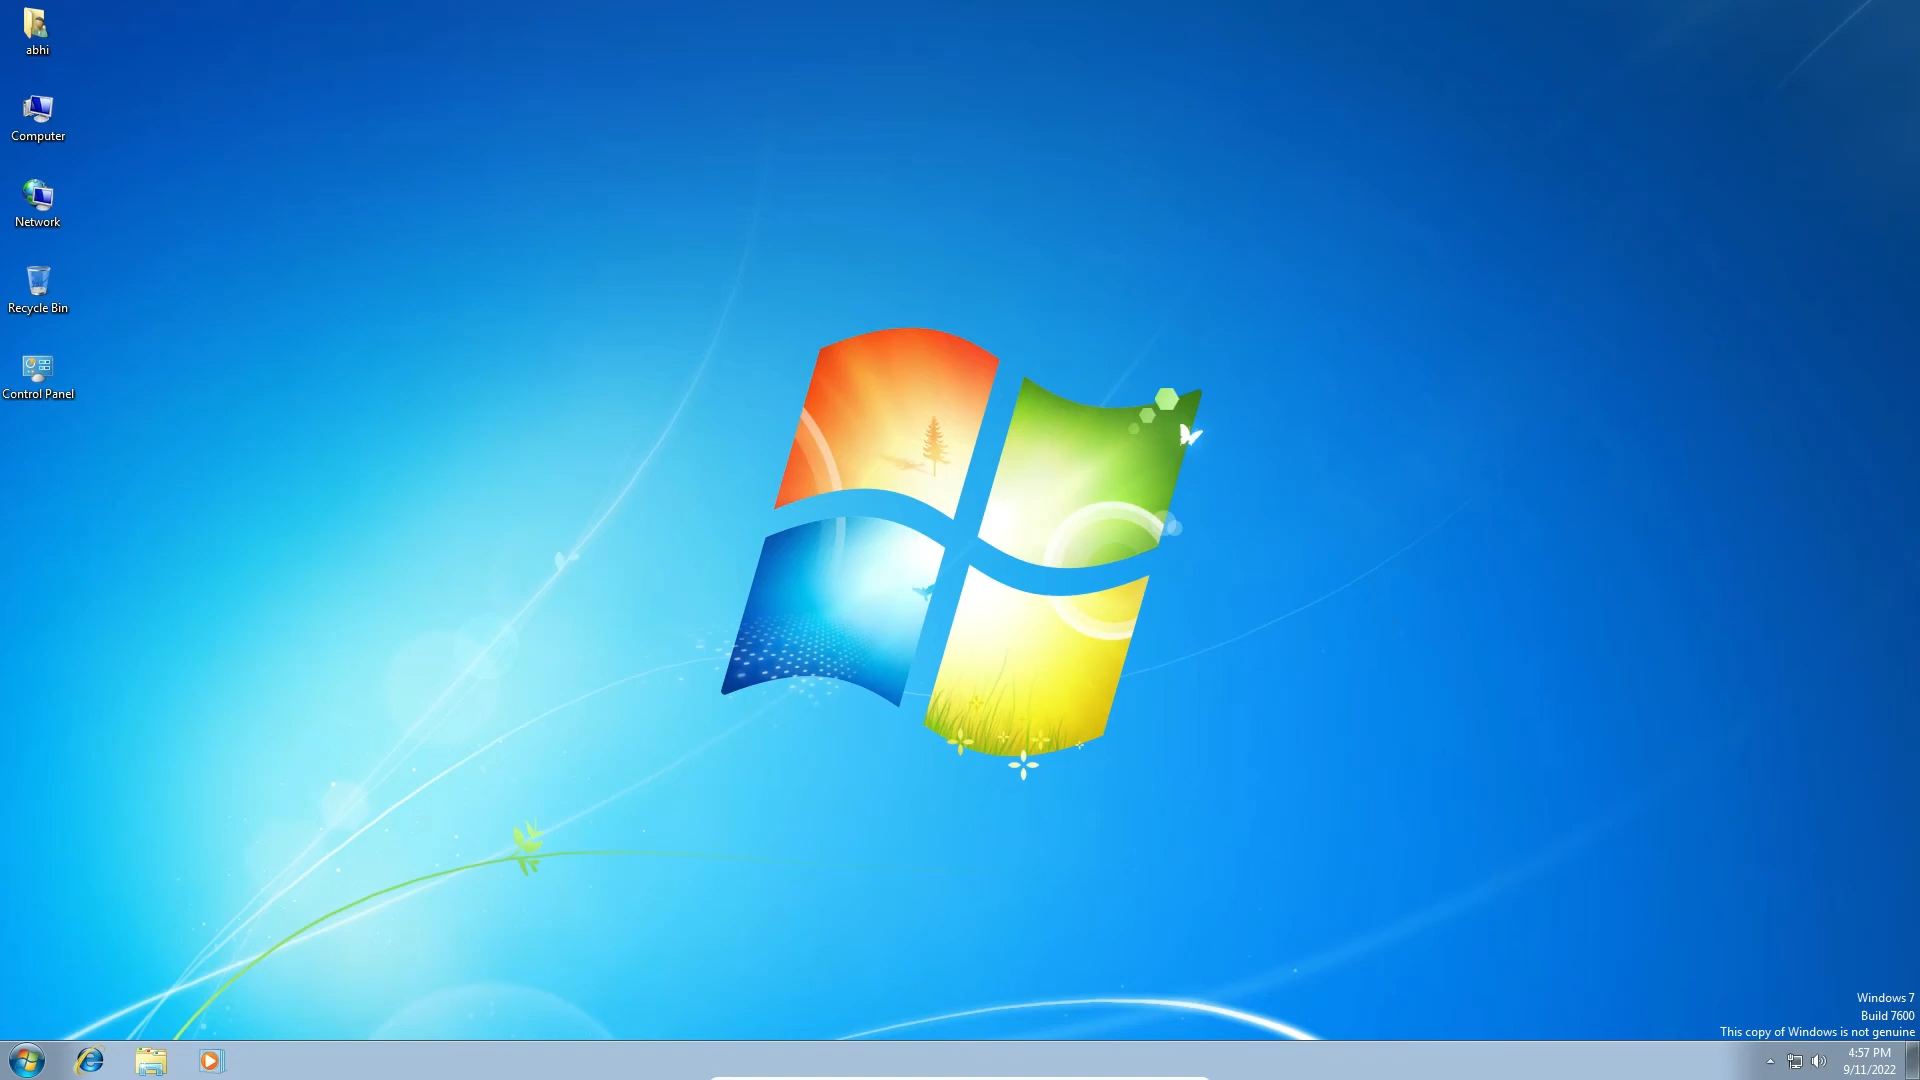 abhi
Computer
Network
Recycle Bin
Control Panel
Windows 7
Build 7600
This copy of Windows is not genuine
4:57 PM
9/11/2022